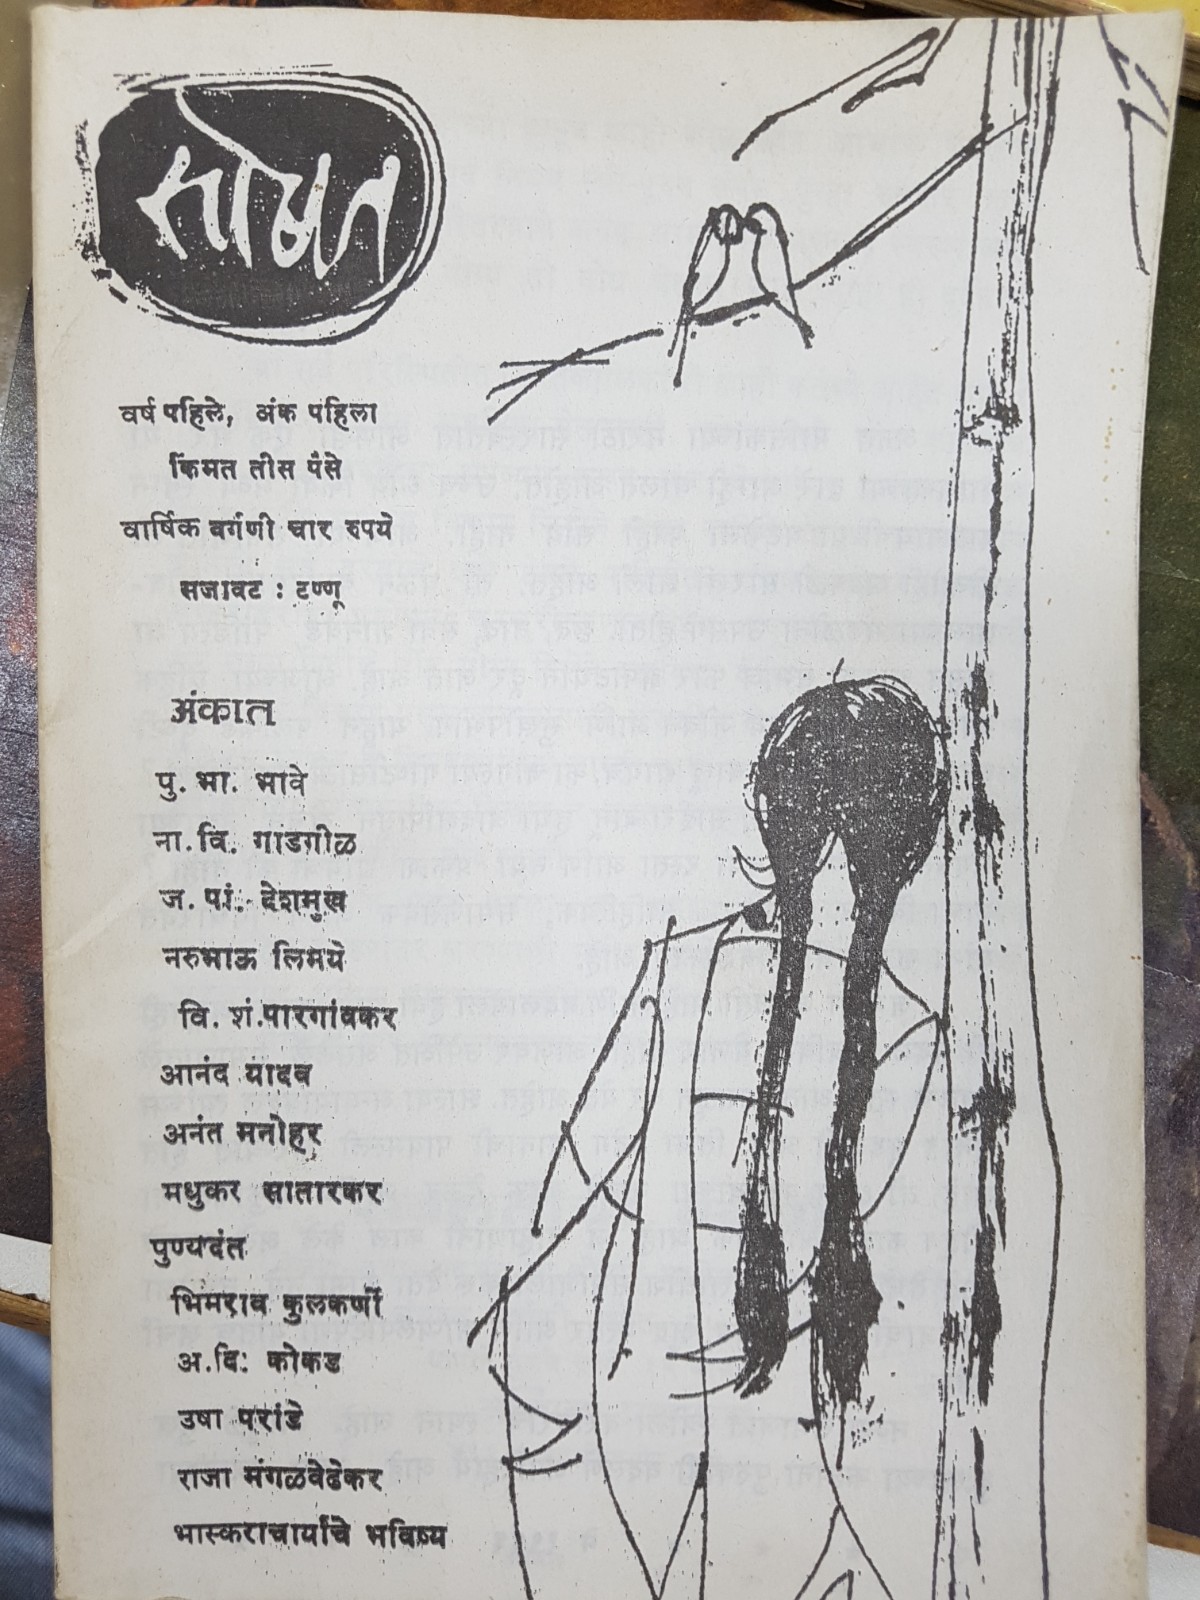 सोबत
वर्ष पहिले, अंक पहिला
किंमत तीस पैसे
वार्षिक वर्गणी चार रुपये
सजावट : टण्णू
अंकात
पु. भा. भावे
ना. वि. गाडगीळ
ज. पां. देशमुख
नरुभाऊ लिमये
वि. शं. पारगांवकर
आनंद यादव
अनंत मनोहर
मधुकर सातारकर
पुण्यदंत
भिमराव कुलकर्णी
अ. दि. कोकड
उषा परांडे
राजा मंगळवेढेकर
भास्कराचार्यांचे भविष्य